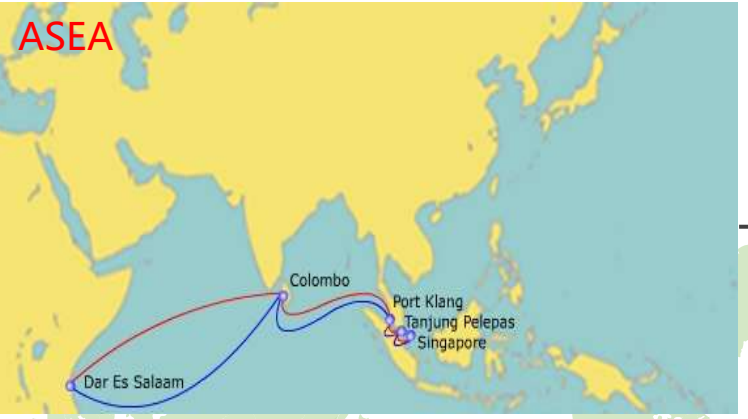 ASEA
Colombo
Port Klang
Tanjung Pelepas
Singapore
Dar Es Salaam